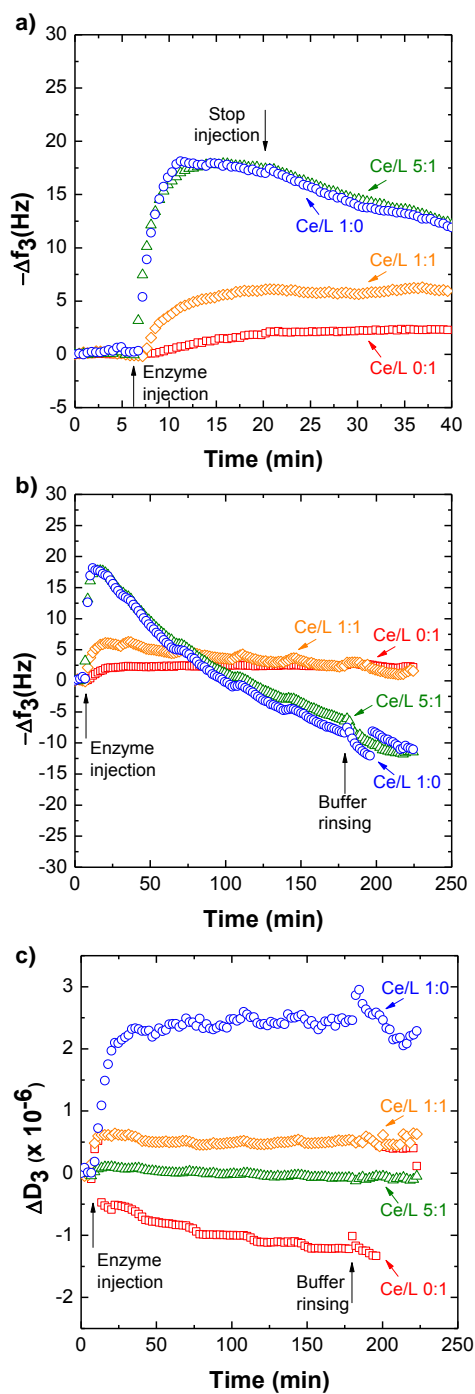 a)
25
20
15
10
5
0
-5
−Δf3(Hz)
Stop
injection
Ce/L 5:1
Ce/L 1:0
Ce/L 1:1
Ce/L 0:1
Enzyme
injection
0 5 10 15 20 25 30 35 40
Time (min)
b)
30
25
20
15
10
5
0
-5
-10
-15
-20
-25
-30
−Δf3(Hz)
Ce/L 1:1
Ce/L 0:1
Ce/L 5:1
Enzyme
injection
Ce/L 1:0
Buffer
rinsing
0 50 100 150 200 250
Time (min)
c)
3
2
1
0
-1
-2
ΔD3 (x 10-6)
Ce/L 1:0
Ce/L 1:1
Ce/L 5:1
Enzyme
injection
Buffer
rinsing
Ce/L 0:1
0 50 100 150 200 250
Time (min)